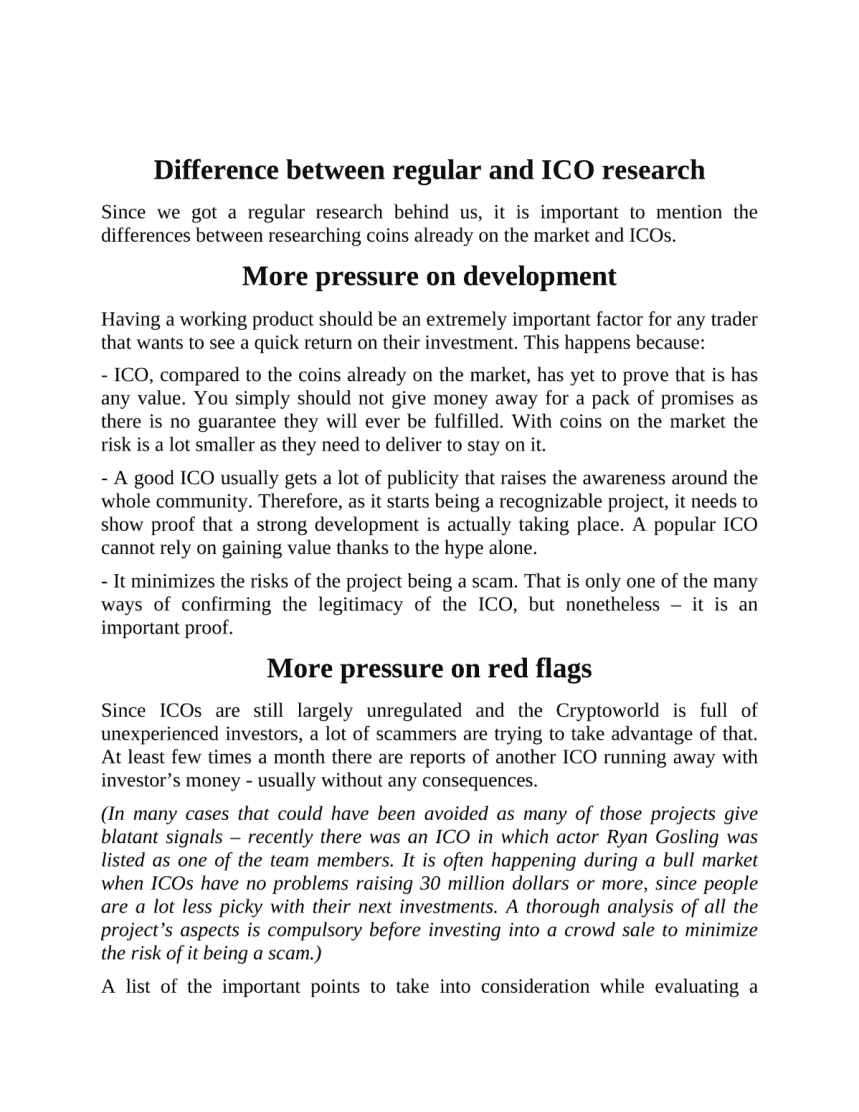 Difference between regular and ICO research
Since we got a regular research behind us, it is important to mention the
differences between researching coins already on the market and ICOs.
More pressure on development
Having a working product should be an extremely important factor for any trader
that wants to see a quick return on their investment. This happens because:
- ICO, compared to the coins already on the market, has yet to prove that is has
any value. You simply should not give money away for a pack of promises as
there is no guarantee they will ever be fulfilled. With coins on the market the
risk is a lot smaller as they need to deliver to stay on it.
- A good ICO usually gets a lot of publicity that raises the awareness around the
whole community. Therefore, as it starts being a recognizable project, it needs to
show proof that a strong development is actually taking place. A popular ICO
cannot rely on gaining value thanks to the hype alone.
- It minimizes the risks of the project being a scam. That is only one of the many
ways of confirming the legitimacy of the ICO, but nonetheless – it is an
important proof.
More pressure on red flags
Since ICOs are still largely unregulated and the Cryptoworld is full of
unexperienced investors, a lot of scammers are trying to take advantage of that.
At least few times a month there are reports of another ICO running away with
investor’s money - usually without any consequences.
(In many cases that could have been avoided as many of those projects give
blatant signals – recently there was an ICO in which actor Ryan Gosling was
listed as one of the team members. It is often happening during a bull market
when ICOs have no problems raising 30 million dollars or more, since people
are a lot less picky with their next investments. A thorough analysis of all the
project’s aspects is compulsory before investing into a crowd sale to minimize
the risk of it being a scam.)
A list of the important points to take into consideration while evaluating a